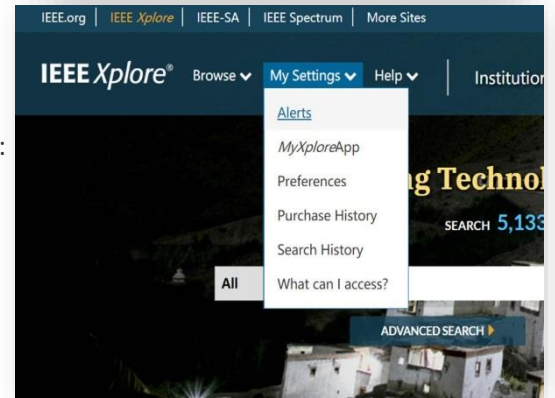 IEEE.org | IEEE Xplore | IEEE-SA | IEEE Spectrum | More Sites
IEEE Xplore® Browse My Settings Help | Institution
Alerts
:
MyXploreApp
Preferences
g Technol
Purchase History
SEARCH 5,133
Search History
All
What can I access?
ADVANCED SEARCH